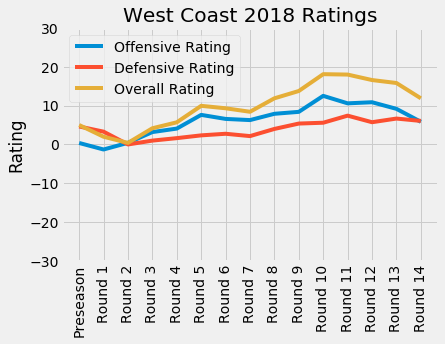 West Coast 2018 Ratings
Offensive Rating
Defensive Rating
Overall Rating
Rating
30
20
10
0
−10
−20
−30
Preseason
Round 1
Round 2
Round 3
Round 4
Round 5
Round 6
Round 7
Round 8
Round 9
Round 10
Round 11
Round 12
Round 13
Round 14